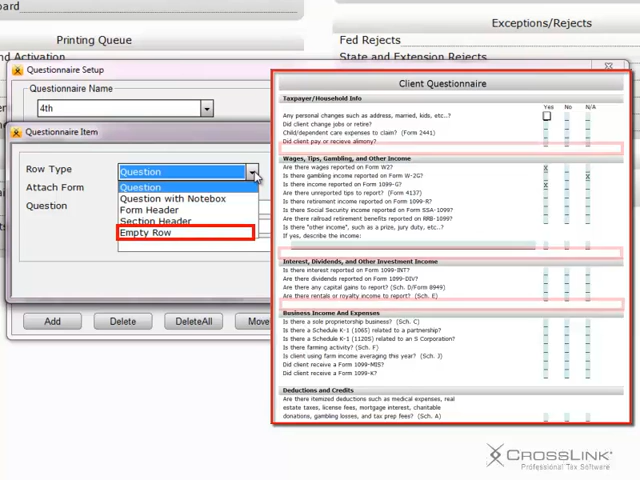 oard
Exceptions/Rejects
Printing Queue
Fed Rejects
n and Activation
State and Extension Rejects
Questionnaire Setup
Questionnaire Name
4th
Questionnaire Item
Row Type
Question
Attach Form
Question
Question
Question with Notebox
Form Header
Section Header
Empty Row
Add
Delete
DeleteAll
Move
Client Questionnaire
Taxpayer/Household Info
Yes No N/A
Any personal changes such as address, married, kids, etc..?
Did client change jobs or retire?
Child/dependent care expenses to claim? (Form 2441)
Did client pay or recieve alimony?
Wages, Tips, Gambling, and Other Income
Are there wages reported on Form W2?
Is there gambling income reported on Form W-2G?
Is there income reported on Form 1099-G?
Are there unreported tips to report? (Form 4137)
Is there retirement income reported on Form 1099-R?
Is there Social Security income reported on Form SSA-1099?
Are there railroad retirement benefits reported on RRB-1099?
Is there "other income", such as a prize, jury duty, etc..?
If yes, describe the income:
Interest, Dividends, and Other Investment Income
Is there interest reported on Form 1099-INT?
Are there dividends reported on Form 1099-DIV?
Are there any capital gains to report? (Sch. D/Form 8949)
Are there rentals or royalty income to report? (Sch. E)
Business Income And Expenses
Is there a sole proprietorship business? (Sch. C)
Is there a Schedule K-1 (1065) related to a partnership?
Is there a Schedule K-1 (1120S) related to an S Corporation?
Is there farming activity? (Sch. F)
Is client using farm income averaging this year? (Sch. J)
Did client receive a Form 1099-MIS?
Did client receive a Form 1099-K?
Deductions and Credits
Are there itemized deductions such as medical expenses, real
estate taxes, license fees, mortgage interest, charitable
donations, gambling losses, and tax prep fees? (Sch. A)
CROSSLINK
Professional Tax Software